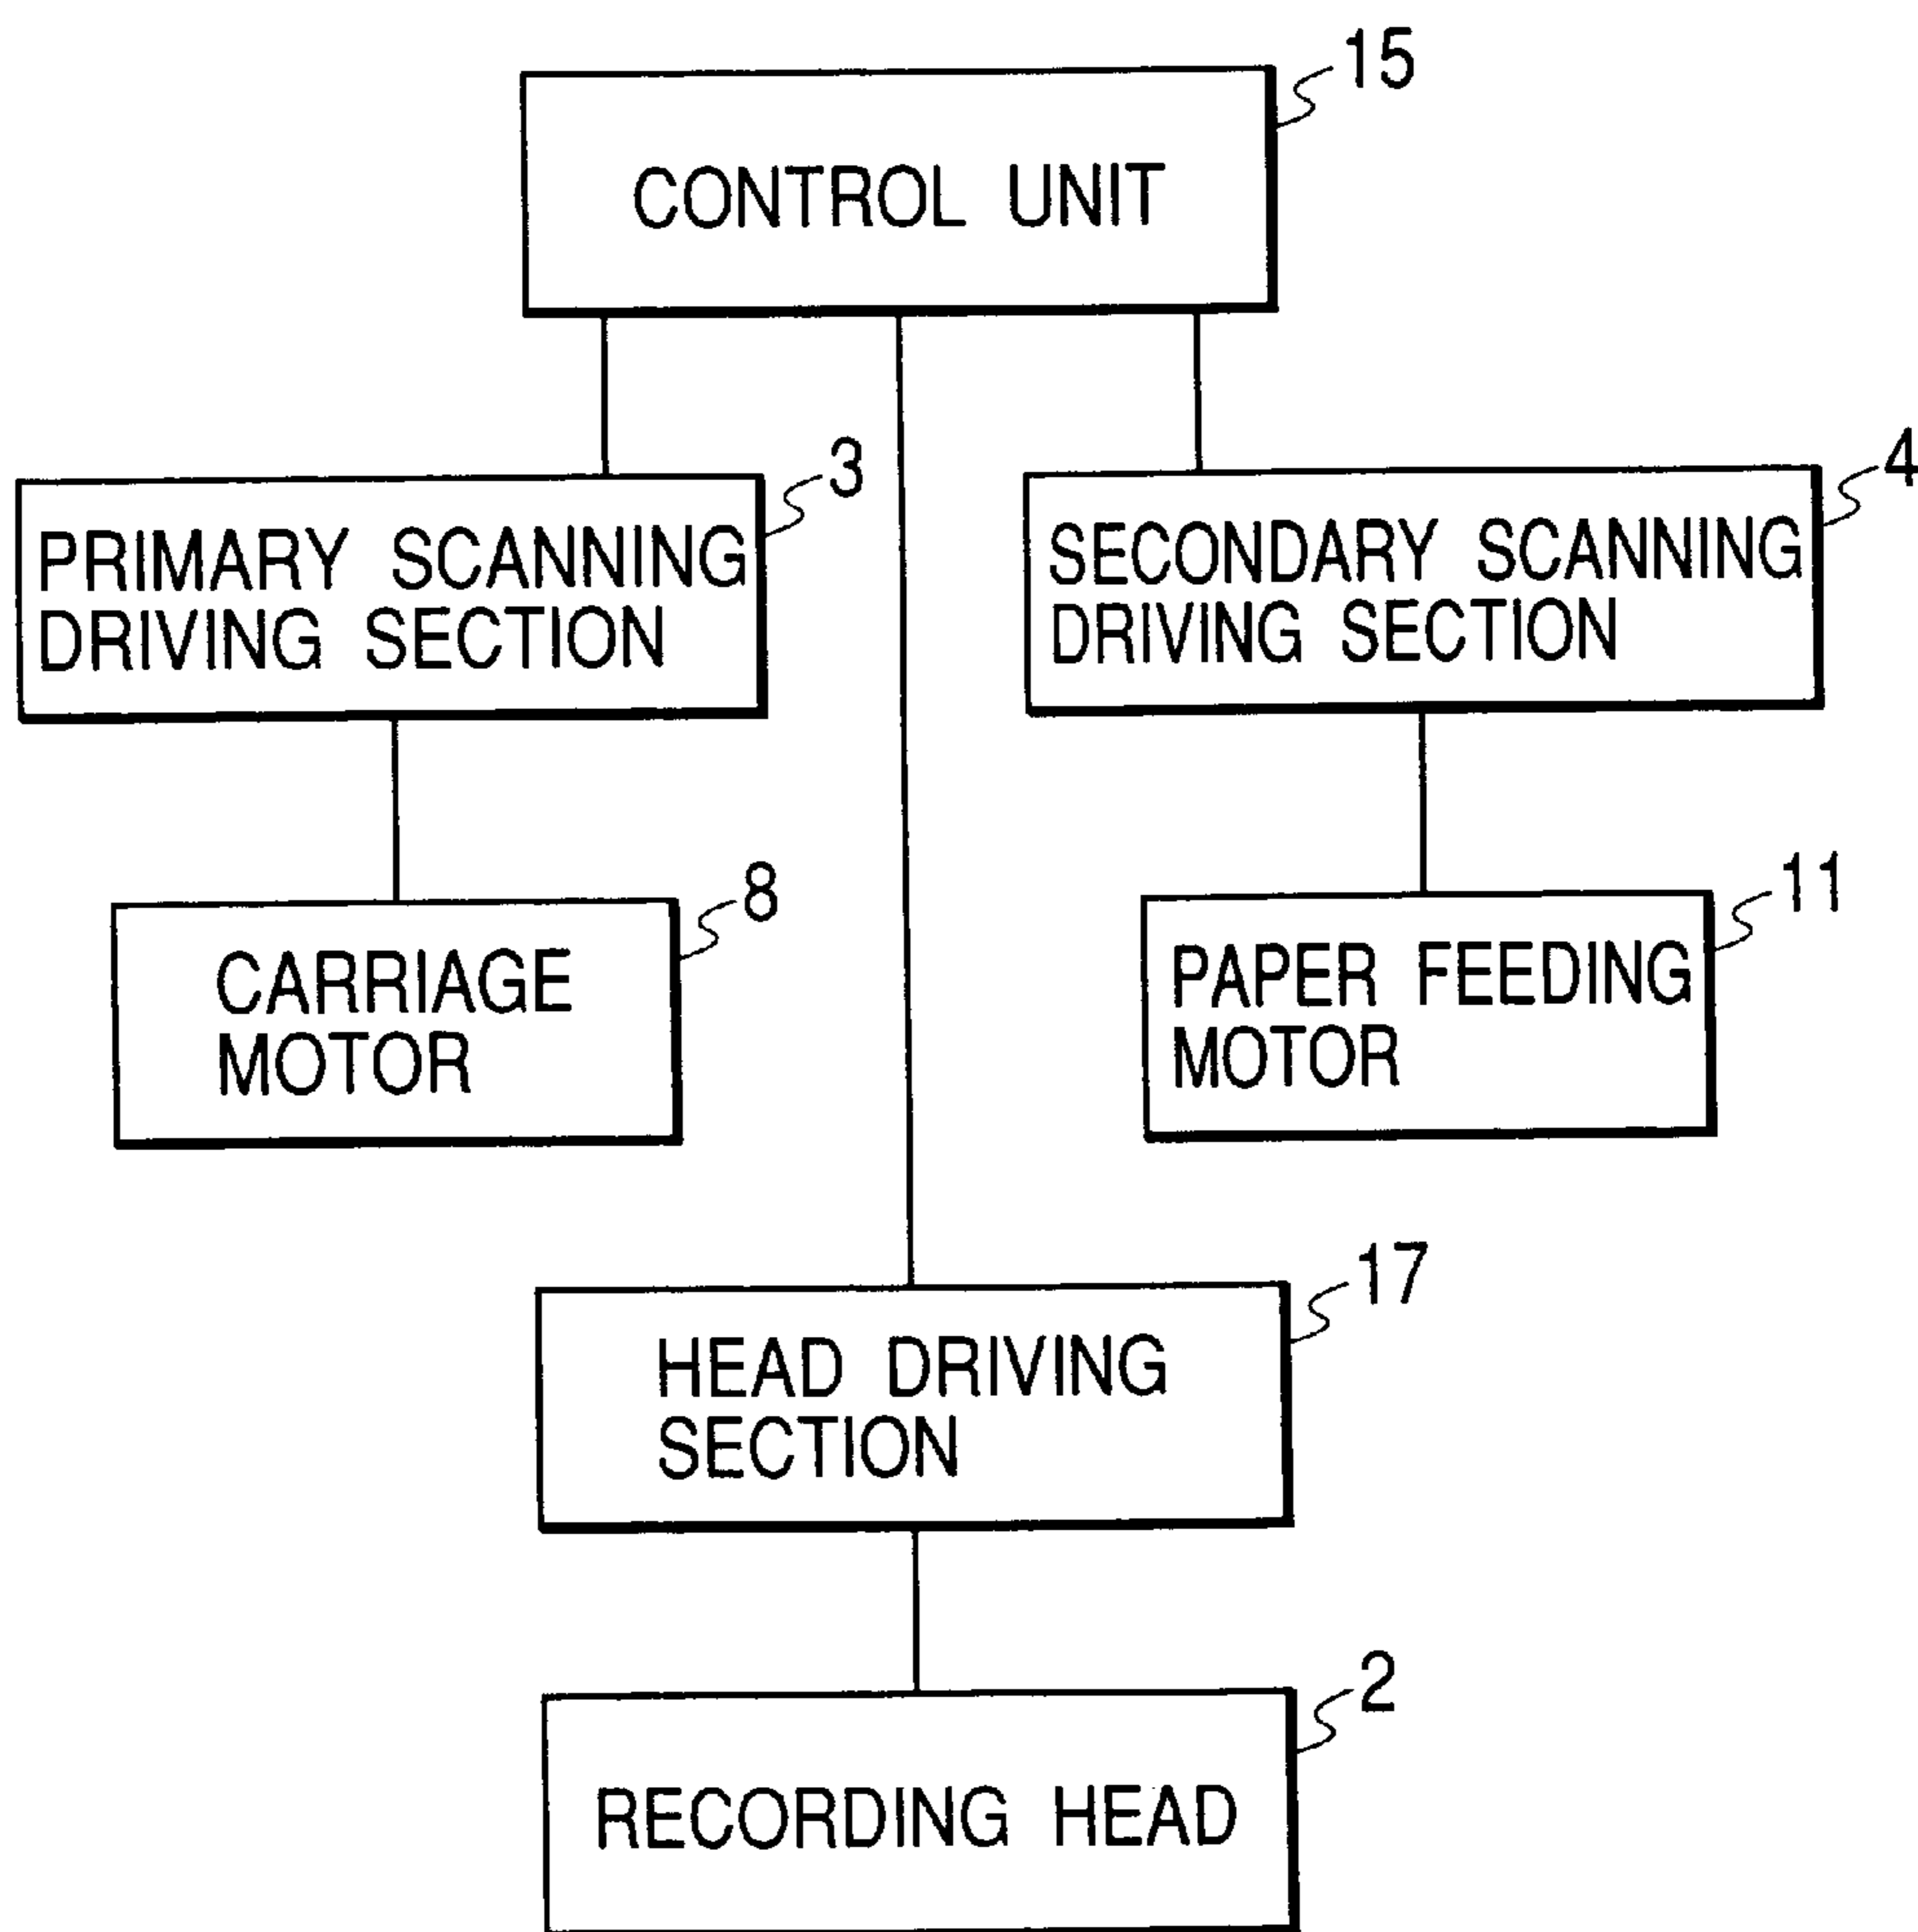 15
CONTROL UNIT
3
PRIMARY SCANNING
DRIVING SECTION
4
SECONDARY SCANNING
DRIVING SECTION
8
CARRIAGE
MOTOR
11
PAPER FEEDING
MOTOR
17
HEAD DRIVING
SECTION
2
RECORDING HEAD